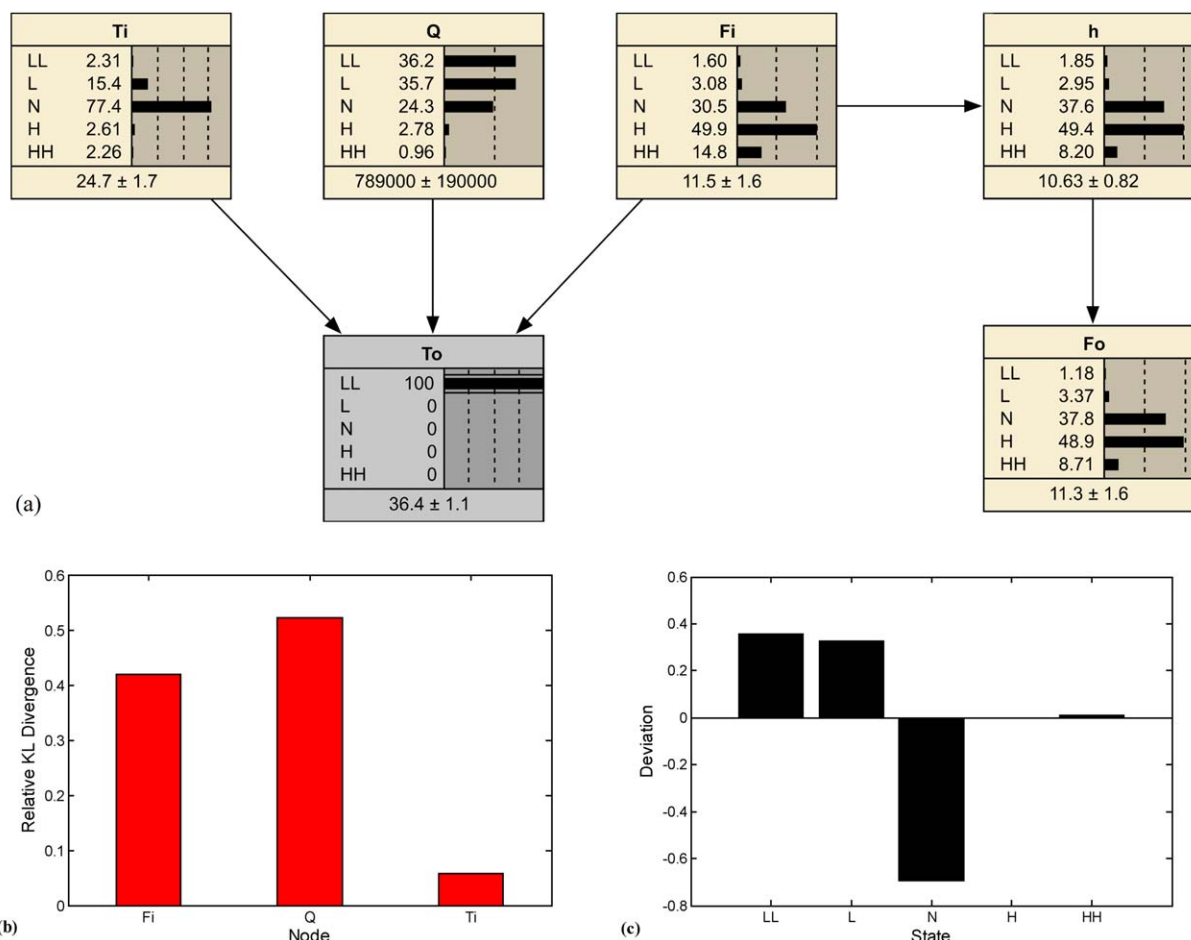 Ti
LL 2.31
L 15.4
N 77.4
H 2.61
HH 2.26
24.7 ± 1.7
Q
LL 36.2
L 35.7
N 24.3
H 2.78
HH 0.96
789000 ± 190000
Fi
LL 1.60
L 3.08
N 30.5
H 49.9
HH 14.8
11.5 ± 1.6
h
LL 1.85
L 2.95
N 37.6
H 49.4
HH 8.20
10.63 ± 0.82
To
LL 100
L 0
N 0
H 0
HH 0
36.4 ± 1.1
Fo
LL 1.18
L 3.37
N 37.8
H 48.9
HH 8.71
11.3 ± 1.6
(a)
0.6
0.5
0.4
0.3
0.2
0.1
0
Relative KL Divergence
Fi Q Ti
Node
(b)
0.6
0.4
0.2
0
-0.2
-0.4
-0.6
-0.8
Deviation
LL L N H HH
State
(c)